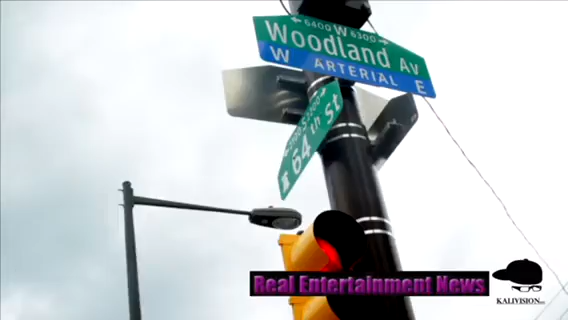 6400 W 6300
Woodland Av
W ARTERIAL E
64th St
Real Entertainment News
KALIVISION